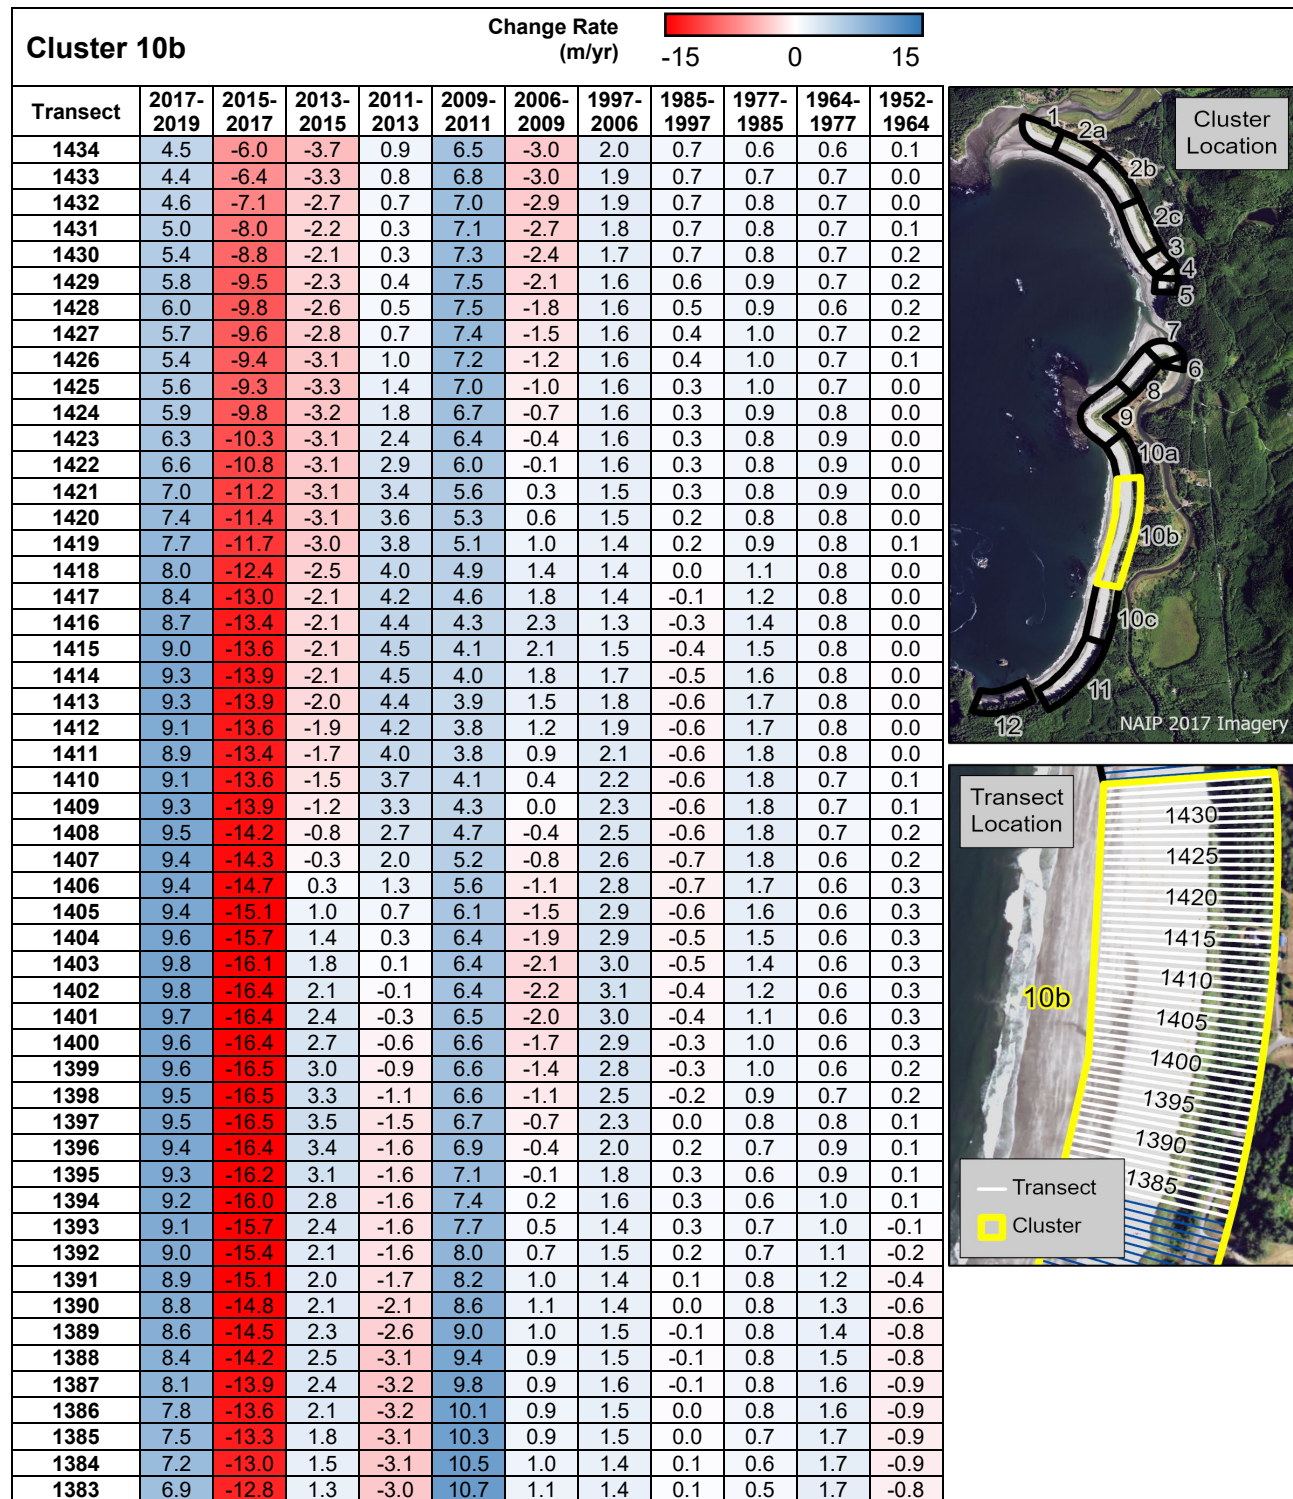 Cluster 10b
Change Rate
(m/yr)
-15 0 15
Transect 2017-2019 2015-2017 2013-2015 2011-2013 2009-2011 2006-2009 1997-2006 1985-1997 1977-1985 1964-1977 1952-1964
1434 4.5 -6.0 -3.7 0.9 6.5 -3.0 2.0 0.7 0.6 0.6 0.1
1433 4.4 -6.4 -3.3 0.8 6.8 -3.0 1.9 0.7 0.7 0.7 0.0
1432 4.6 -7.1 -2.7 0.7 7.0 -2.9 1.9 0.7 0.8 0.7 0.0
1431 5.0 -8.0 -2.2 0.3 7.1 -2.7 1.8 0.7 0.8 0.7 0.1
1430 5.4 -8.8 -2.1 0.3 7.3 -2.4 1.7 0.7 0.8 0.7 0.2
1429 5.8 -9.5 -2.3 0.4 7.5 -2.1 1.6 0.6 0.9 0.7 0.2
1428 6.0 -9.8 -2.6 0.5 7.5 -1.8 1.6 0.5 0.9 0.6 0.2
1427 5.7 -9.6 -2.8 0.7 7.4 -1.5 1.6 0.4 1.0 0.7 0.2
1426 5.4 -9.4 -3.1 1.0 7.2 -1.2 1.6 0.4 1.0 0.7 0.1
1425 5.6 -9.3 -3.3 1.4 7.0 -1.0 1.6 0.3 1.0 0.7 0.0
1424 5.9 -9.8 -3.2 1.8 6.7 -0.7 1.6 0.3 0.9 0.8 0.0
1423 6.3 -10.3 -3.1 2.4 6.4 -0.4 1.6 0.3 0.8 0.9 0.0
1422 6.6 -10.8 -3.1 2.9 6.0 -0.1 1.6 0.3 0.8 0.9 0.0
1421 7.0 -11.2 -3.1 3.4 5.6 0.3 1.5 0.3 0.8 0.9 0.0
1420 7.4 -11.4 -3.1 3.6 5.3 0.6 1.5 0.2 0.8 0.8 0.0
1419 7.7 -11.7 -3.0 3.8 5.1 1.0 1.4 0.2 0.9 0.8 0.1
1418 8.0 -12.4 -2.5 4.0 4.9 1.4 1.4 0.0 1.1 0.8 0.0
1417 8.4 -13.0 -2.1 4.2 4.6 1.8 1.4 -0.1 1.2 0.8 0.0
1416 8.7 -13.4 -2.1 4.4 4.3 2.3 1.3 -0.3 1.4 0.8 0.0
1415 9.0 -13.6 -2.1 4.5 4.1 2.1 1.5 -0.4 1.5 0.8 0.0
1414 9.3 -13.9 -2.1 4.5 4.0 1.8 1.7 -0.5 1.6 0.8 0.0
1413 9.3 -13.9 -2.0 4.4 3.9 1.5 1.8 -0.6 1.7 0.8 0.0
1412 9.1 -13.6 -1.9 4.2 3.8 1.2 1.9 -0.6 1.7 0.8 0.0
1411 8.9 -13.4 -1.7 4.0 3.8 0.9 2.1 -0.6 1.8 0.8 0.0
1410 9.1 -13.6 -1.5 3.7 4.1 0.4 2.2 -0.6 1.8 0.7 0.1
1409 9.3 -13.9 -1.2 3.3 4.3 0.0 2.3 -0.6 1.8 0.7 0.1
1408 9.5 -14.2 -0.8 2.7 4.7 -0.4 2.5 -0.6 1.8 0.7 0.2
1407 9.4 -14.3 -0.3 2.0 5.2 -0.8 2.6 -0.7 1.8 0.6 0.2
1406 9.4 -14.7 0.3 1.3 5.6 -1.1 2.8 -0.7 1.7 0.6 0.3
1405 9.4 -15.1 1.0 0.7 6.1 -1.5 2.9 -0.6 1.6 0.6 0.3
1404 9.6 -15.7 1.4 0.3 6.4 -1.9 2.9 -0.5 1.5 0.6 0.3
1403 9.8 -16.1 1.8 0.1 6.4 -2.1 3.0 -0.5 1.4 0.6 0.3
1402 9.8 -16.4 2.1 -0.1 6.4 -2.2 3.1 -0.4 1.2 0.6 0.3
1401 9.7 -16.4 2.4 -0.3 6.5 -2.0 3.0 -0.4 1.1 0.6 0.3
1400 9.6 -16.4 2.7 -0.6 6.6 -1.7 2.9 -0.3 1.0 0.6 0.3
1399 9.6 -16.5 3.0 -0.9 6.6 -1.4 2.8 -0.3 1.0 0.6 0.2
1398 9.5 -16.5 3.3 -1.1 6.6 -1.1 2.5 -0.2 0.9 0.7 0.2
1397 9.5 -16.5 3.5 -1.5 6.7 -0.7 2.3 0.0 0.8 0.8 0.1
1396 9.4 -16.4 3.4 -1.6 6.9 -0.4 2.0 0.2 0.7 0.9 0.1
1395 9.3 -16.2 3.1 -1.6 7.1 -0.1 1.8 0.3 0.6 0.9 0.1
1394 9.2 -16.0 2.8 -1.6 7.4 0.2 1.6 0.3 0.6 1.0 0.1
1393 9.1 -15.7 2.4 -1.6 7.7 0.5 1.4 0.3 0.7 1.0 -0.1
1392 9.0 -15.4 2.1 -1.6 8.0 0.7 1.5 0.2 0.7 1.1 -0.2
1391 8.9 -15.1 2.0 -1.7 8.2 1.0 1.4 0.1 0.8 1.2 -0.4
1390 8.8 -14.8 2.1 -2.1 8.6 1.1 1.4 0.0 0.8 1.3 -0.6
1389 8.6 -14.5 2.3 -2.6 9.0 1.0 1.5 -0.1 0.8 1.4 -0.8
1388 8.4 -14.2 2.5 -3.1 9.4 0.9 1.5 -0.1 0.8 1.5 -0.8
1387 8.1 -13.9 2.4 -3.2 9.8 0.9 1.6 -0.1 0.8 1.6 -0.9
1386 7.8 -13.6 2.1 -3.2 10.1 0.9 1.5 0.0 0.8 1.6 -0.9
1385 7.5 -13.3 1.8 -3.1 10.3 0.9 1.5 0.0 0.7 1.7 -0.9
1384 7.2 -13.0 1.5 -3.1 10.5 1.0 1.4 0.1 0.6 1.7 -0.9
1383 6.9 -12.8 1.3 -3.0 10.7 1.1 1.4 0.1 0.5 1.7 -0.8
Cluster
Location
1
2a
2b
2c
3
4
5
7
6
8
9
10a
10b
10c
11
12
NAIP 2017 Imagery
Transect
Location
1430
1425
1420
1415
1410
1405
1400
1395
1390
1385
10b
Transect
Cluster